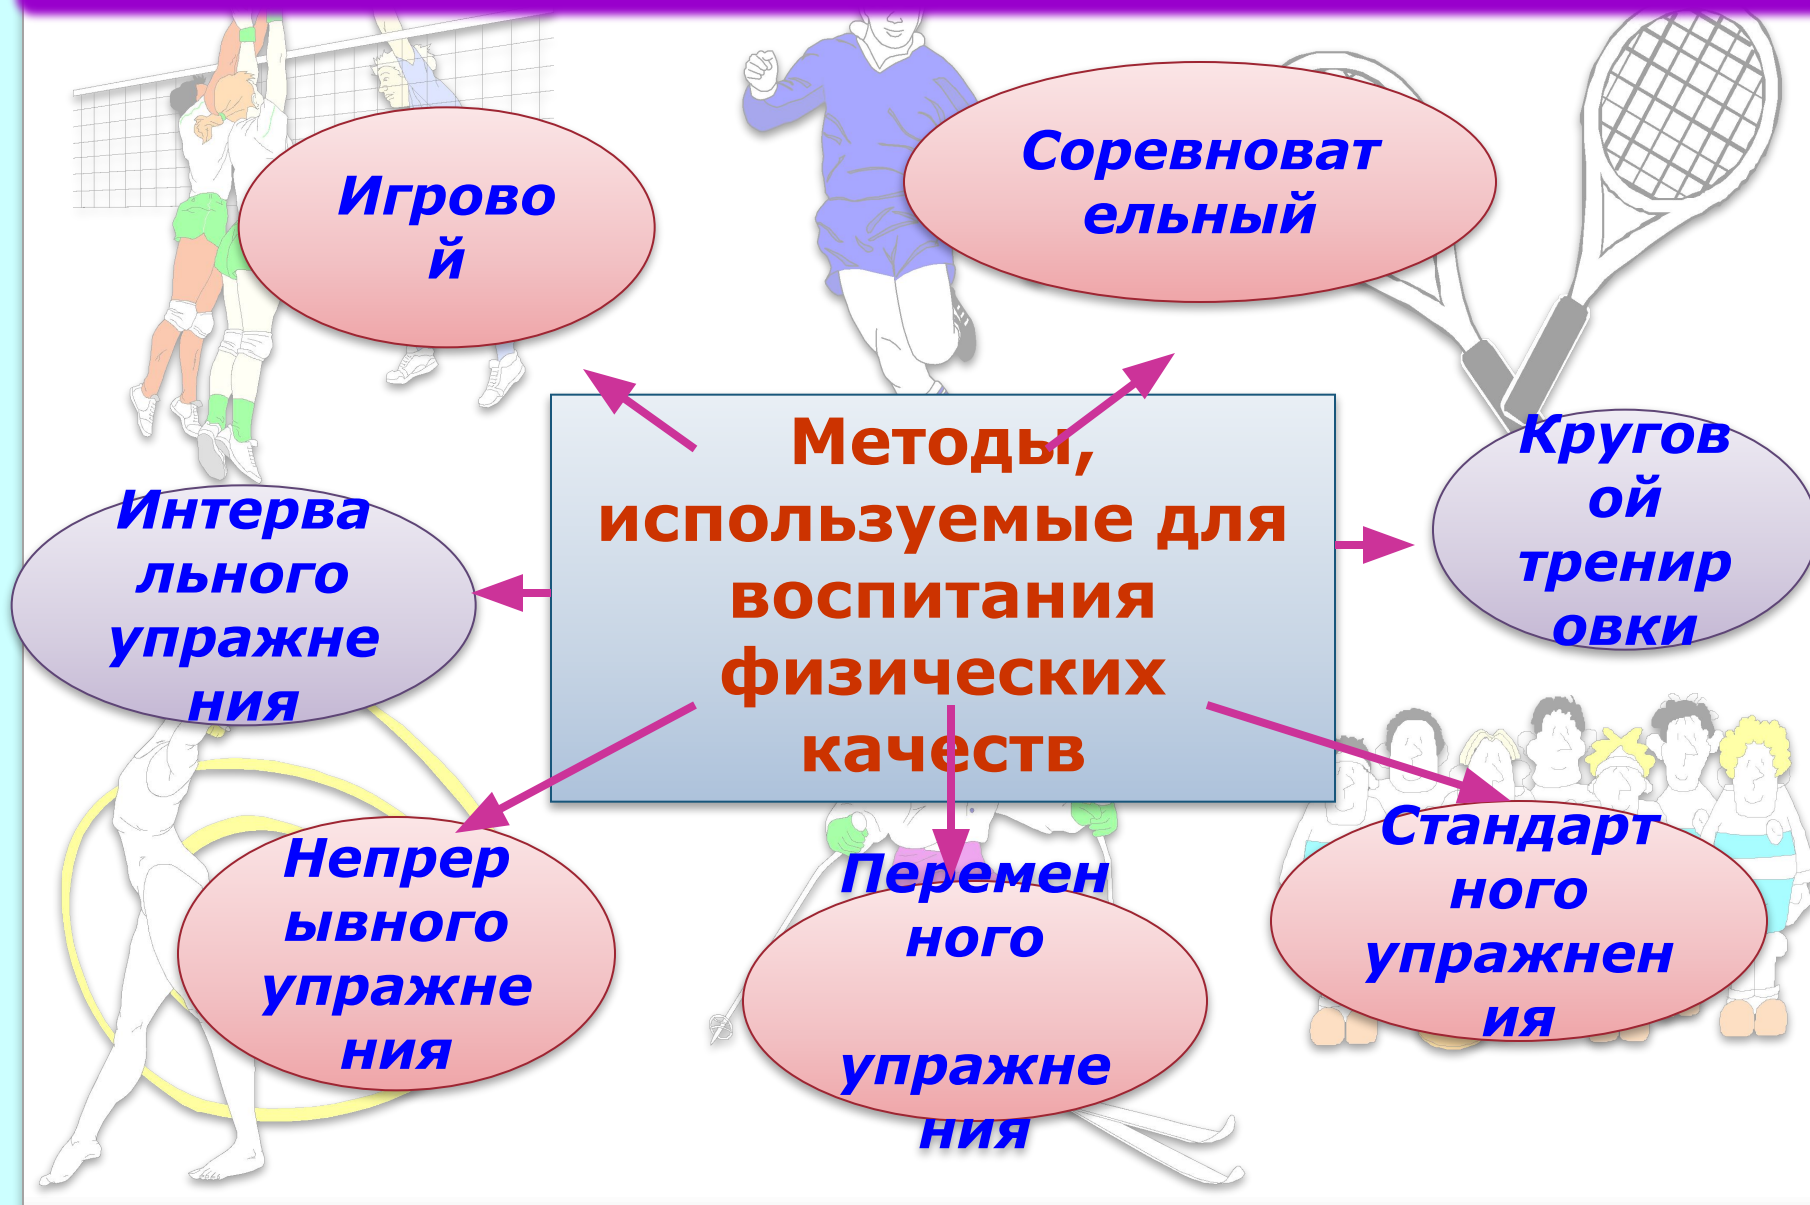 Игрово
й
Соревноват
ельный
Методы,
используемые для
воспитания
физических
качеств
Кругов
ой
тренир
овки
Интерва
льного
упражне
ния
Непрер
ывного
упражне
ния
Перемен
ного
упражне
ния
Стандарт
ного
упражнен
ия